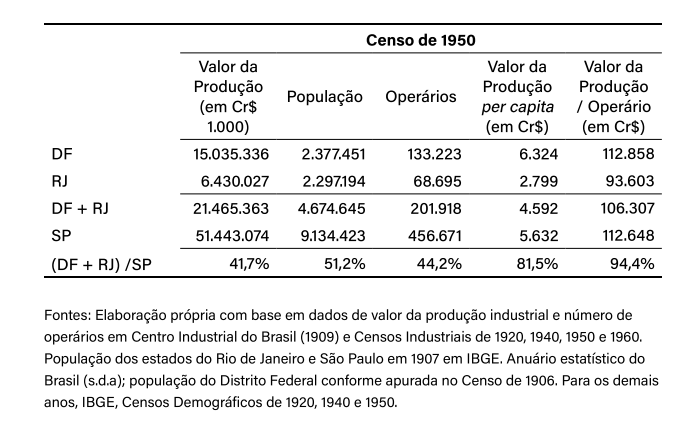 Censo de 1950
Valor da Produção (em Cr$ 1.000) População Operários Valor da Produção per capita (em Cr$) Valor da Produção / Operário (em Cr$)
DF 15.035.336 2.377.451 133.223 6.324 112.858
RJ 6.430.027 2.297.194 68.695 2.799 93.603
DF + RJ 21.465.363 4.674.645 201.918 4.592 106.307
SP 51.443.074 9.134.423 456.671 5.632 112.648
(DF + RJ) /SP 41,7% 51,2% 44,2% 81,5% 94,4%
Fontes: Elaboração própria com base em dados de valor da produção industrial e número de
operários em Centro Industrial do Brasil (1909) e Censos Industriais de 1920, 1940, 1950 e 1960.
População dos estados do Rio de Janeiro e São Paulo em 1907 em IBGE. Anuário estatístico do
Brasil (s.d.a); população do Distrito Federal conforme apurada no Censo de 1906. Para os demais
anos, IBGE, Censos Demográficos de 1920, 1940 e 1950.